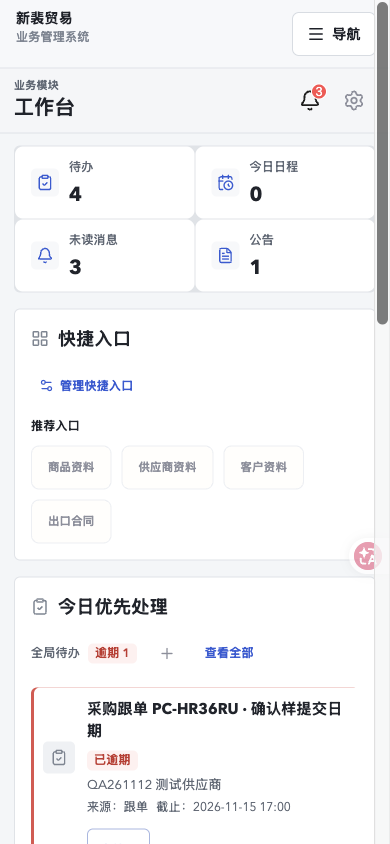 新裴贸易
业务管理系统
导航
业务模块
工作台
3
待办
4
今日日程
0
未读消息
3
公告
1
快捷入口
管理快捷入口
推荐入口
商品资料
供应商资料
客户资料
出口合同
今日优先处理
全局待办 逾期 1 查看全部
采购跟单 PC-HR36RU · 确认样提交日
期
已逾期
QA261112 测试供应商
来源：跟单 截止：2026-11-15 17:00